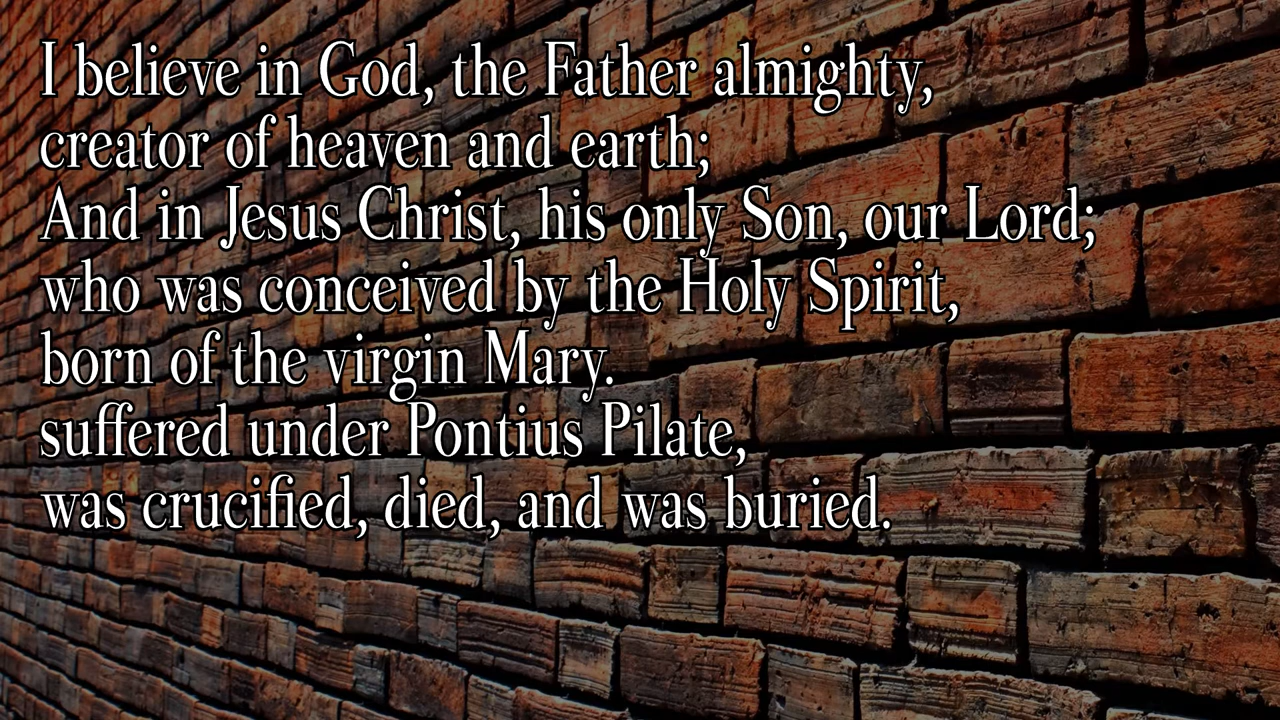 I believe in God, the Father almighty,
creator of heaven and earth;
And in Jesus Christ, his only Son, our Lord;
who was conceived by the Holy Spirit,
born of the virgin Mary.
suffered under Pontius Pilate,
was crucified, died, and was buried.